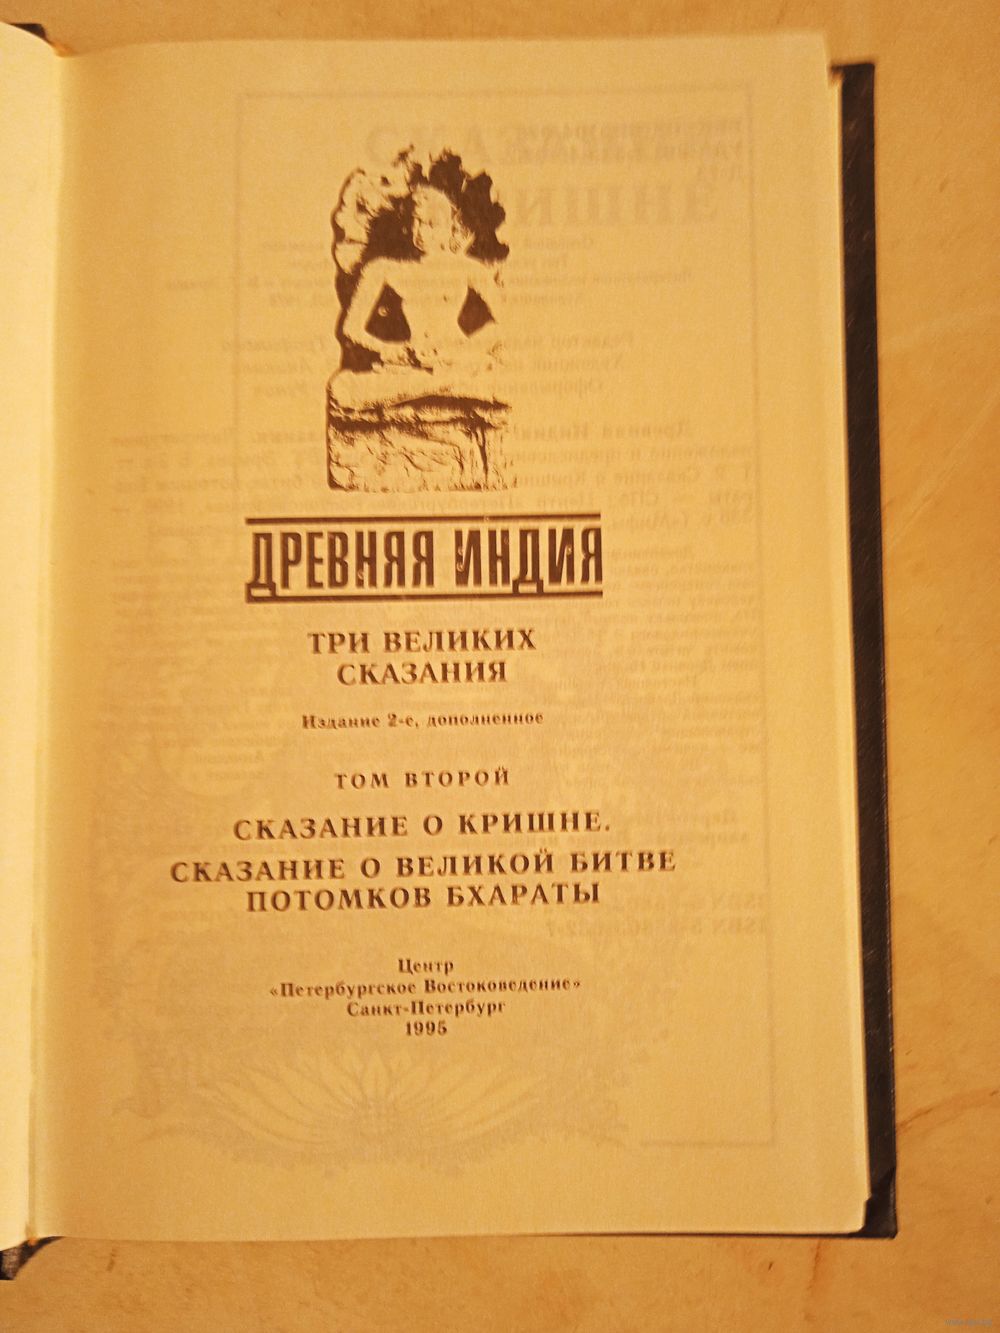 ДРЕВНЯЯ ИНДИЯ
ТРИ ВЕЛИКИХ
СКАЗАНИЯ
Издание 2-е, дополненное
ТОМ ВТОРОЙ
СКАЗАНИЕ О КРИШНЕ.
СКАЗАНИЕ О ВЕЛИКОЙ БИТВЕ
ПОТОМКОВ БХАРАТЫ
Центр
«Петербургское Востоковедение»
Санкт-Петербург
1995